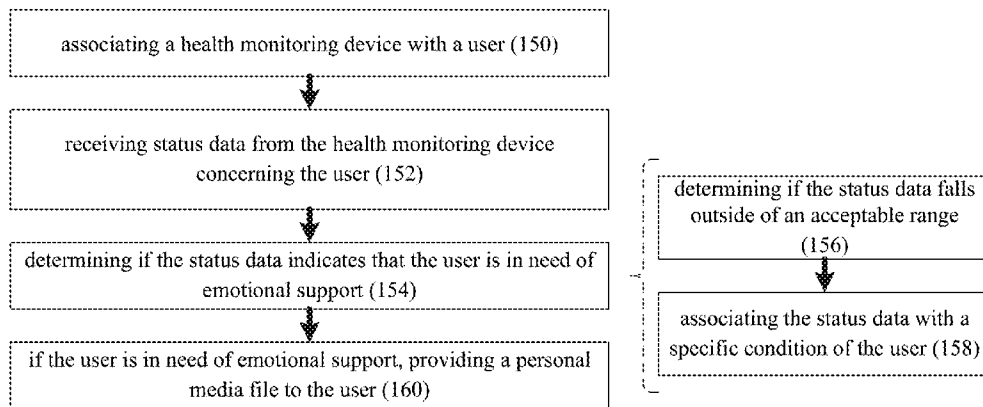 associating a health monitoring device with a user (150)
receiving status data from the health monitoring device
concerning the user (152)
determining if the status data indicates that the user is in need of
emotional support (154)
if the user is in need of emotional support, providing a personal
media file to the user (160)
determining if the status data falls
outside of an acceptable range
(156)
associating the status data with a
specific condition of the user (158)